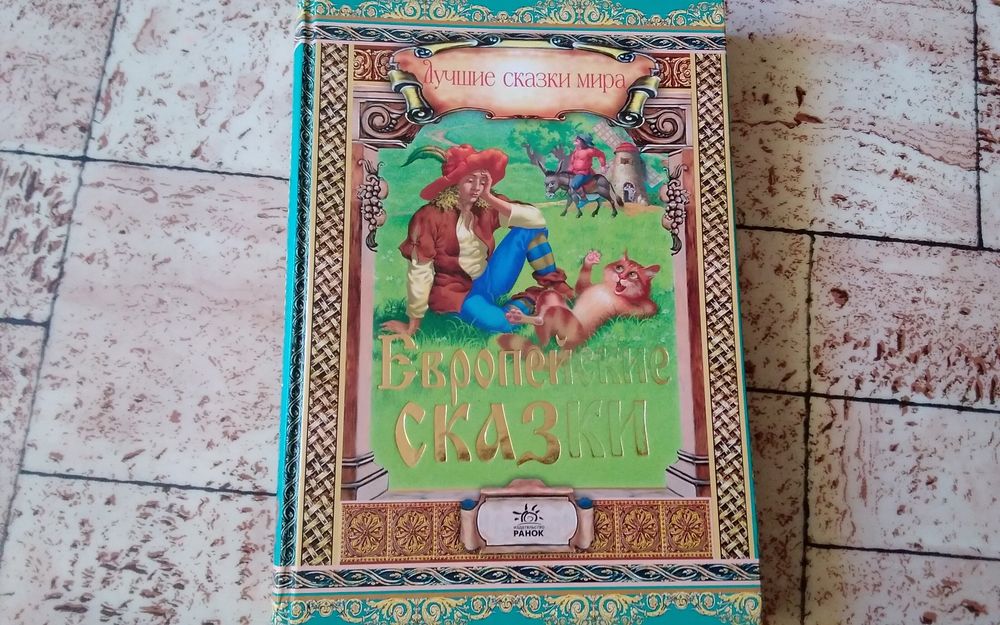 Лучшие сказки мира
Европейские
сказки
издательство
РАНОК